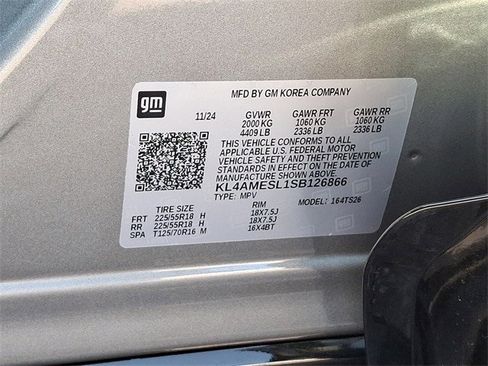 gm
MFD BY GM KOREA COMPANY
11/24 GVWR GAWR FRT GAWR RR
2000 KG 1060 KG 1060 KG
4409 LB 2336 LB 2336 LB
THIS VEHICLE CONFORMS TO ALL
APPLICABLE U.S. FEDERAL MOTOR
VEHICLE SAFETY AND THEFT
PREVENTION STANDARDS IN EFFECT
ON THE DATE OF MANUFACTURE
SHOWN ABOVE.
KL4AMESL1SB126866
TYPE: MPV MODEL: 164TS26
TIRE SIZE RIM
FRT 225/55R18 H 18X7.5J
RR 225/55R18 H 18X7.5J
SPA T125/70R16 M 16X4BT